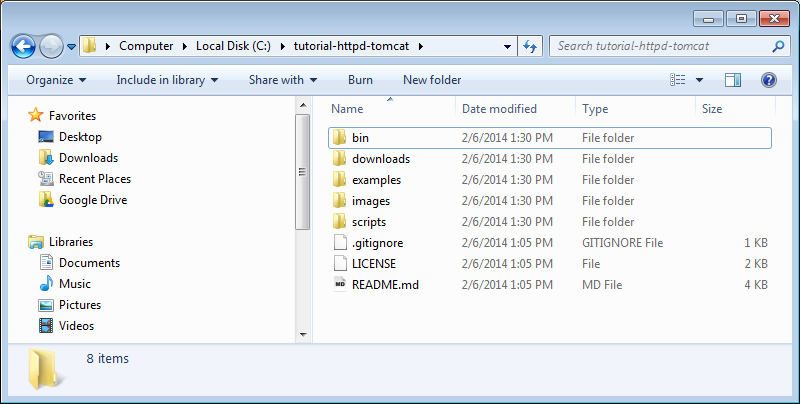 Computer Local Disk (C:) tutorial-httpd-tomcat Search tutorial-httpd-tomcat
Organize Include in library Share with Burn New folder
Favorites
Desktop
Downloads
Recent Places
Google Drive
Libraries
Documents
Music
Pictures
Videos
Name Date modified Type Size
bin 2/6/2014 1:30 PM File folder
downloads 2/6/2014 1:30 PM File folder
examples 2/6/2014 1:30 PM File folder
images 2/6/2014 1:30 PM File folder
scripts 2/6/2014 1:30 PM File folder
.gitignore 2/6/2014 1:05 PM GITIGNORE File 1 KB
LICENSE 2/6/2014 1:05 PM File 2 KB
MD README.md 2/6/2014 1:05 PM MD File 4 KB
8 items